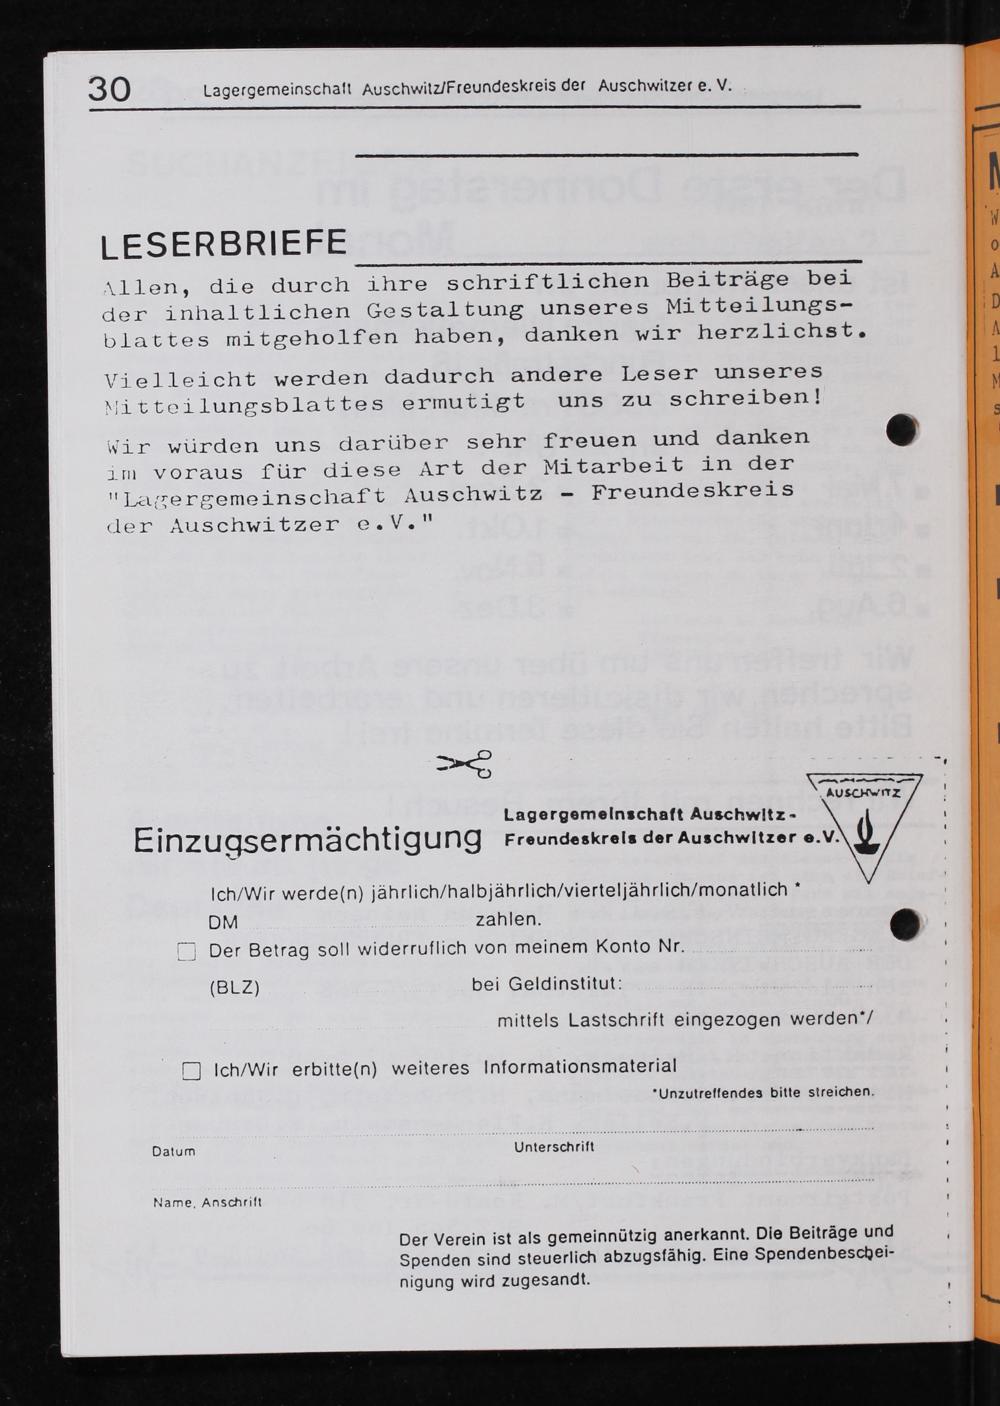 30
Lagergemeinschaft Auschwitz/Freundeskreis der Auschwitzer e. V.
LESERBRIEFE
Allen, die durch ihre schriftlichen Beiträge bei
der inhaltlichen Gestaltung unseres Mitteilungs-
blattes mitgeholfen haben, danken wir herzlichst.
Vielleicht werden dadurch andere Leser unseres
Mitteilungsblattes ermutigt uns zu schreiben!
Wir würden uns darüber sehr freuen und danken
im voraus für diese Art der Mitarbeit in der
"Lagergemeinschaft Auschwitz - Freundeskreis
der Auschwitzer e.V."
AUSCHWITZ
Einzugsermächtigung
Lagergemeinschaft Auschwitz-
Freundeskreis der Auschwitzer e.V.
Ich/Wir werde(n) jährlich/halbjährlich/vierteljährlich/monatlich *
DM zahlen.
Der Betrag soll widerruflich von meinem Konto Nr.
(BLZ) bei Geldinstitut:
mittels Lastschrift eingezogen werden*/
Ich/Wir erbitte(n) weiteres Informationsmaterial
*Unzutreffendes bitte streichen.
Datum Unterschrift
Name, Anschrift
Der Verein ist als gemeinnützig anerkannt. Die Beiträge und
Spenden sind steuerlich abzugsfähig. Eine Spendenbeschei-
nigung wird zugesandt.